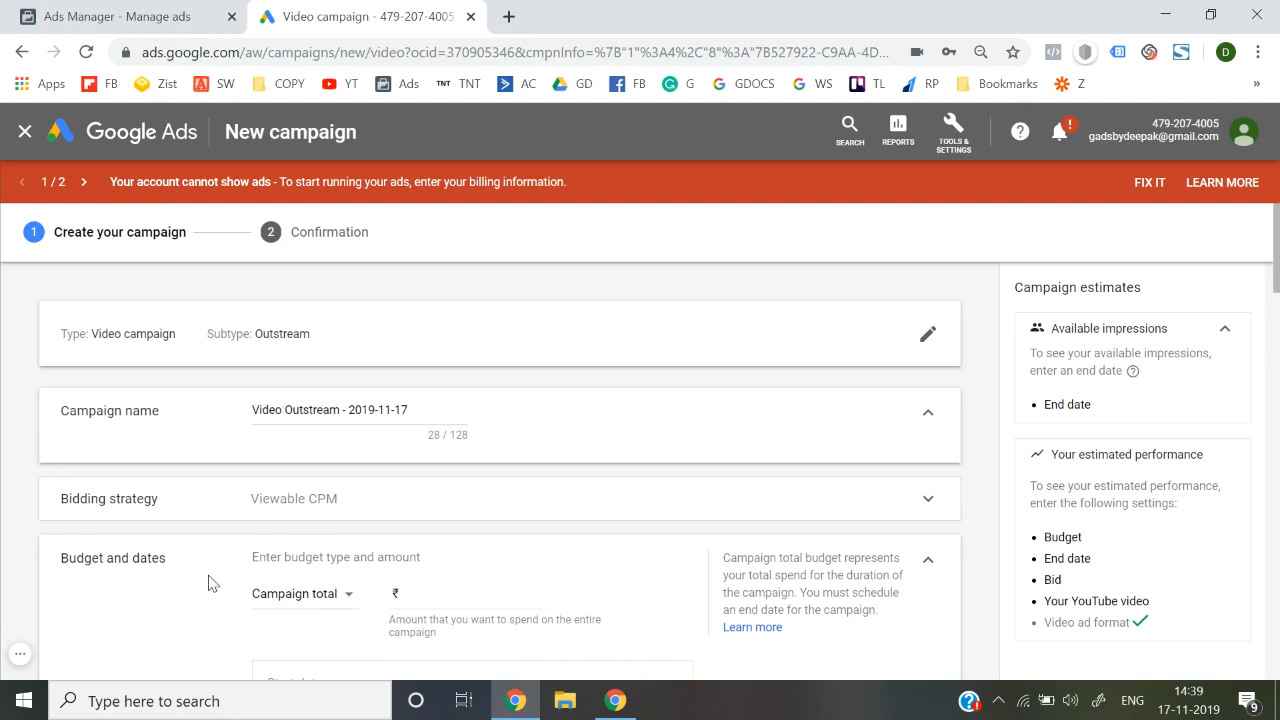 Ads Manager - Manage ads
Video campaign - 479-207-4005
ads.google.com/aw/campaigns/new/video?ocid=370905346&cmpnInfo=%7B"1"%3A4%2C"8"%3A"7B527922-C9AA-4D...
Apps FB Zist SW COPY YT Ads TNT TNT AC GD FB G GDOCS WS TL RP Bookmarks Z »
Google Ads New campaign
SEARCH
REPORTS
TOOLS &
SETTINGS
479-207-4005
gadsbydeepak@gmail.com
1 / 2 Your account cannot show ads - To start running your ads, enter your billing information. FIX IT LEARN MORE
1 Create your campaign 2 Confirmation
Type: Video campaign Subtype: Outstream
Campaign name Video Outstream - 2019-11-17
28 / 128
Bidding strategy Viewable CPM
Budget and dates Enter budget type and amount
Campaign total ₹
Amount that you want to spend on the entire
campaign
Campaign total budget represents
your total spend for the duration of
the campaign. You must schedule
an end date for the campaign.
Learn more
Campaign estimates
Available impressions
To see your available impressions,
enter an end date
• End date
Your estimated performance
To see your estimated performance,
enter the following settings:
• Budget
• End date
• Bid
• Your YouTube video
• Video ad format
Type here to search
ENG
14:39
17-11-2019
9